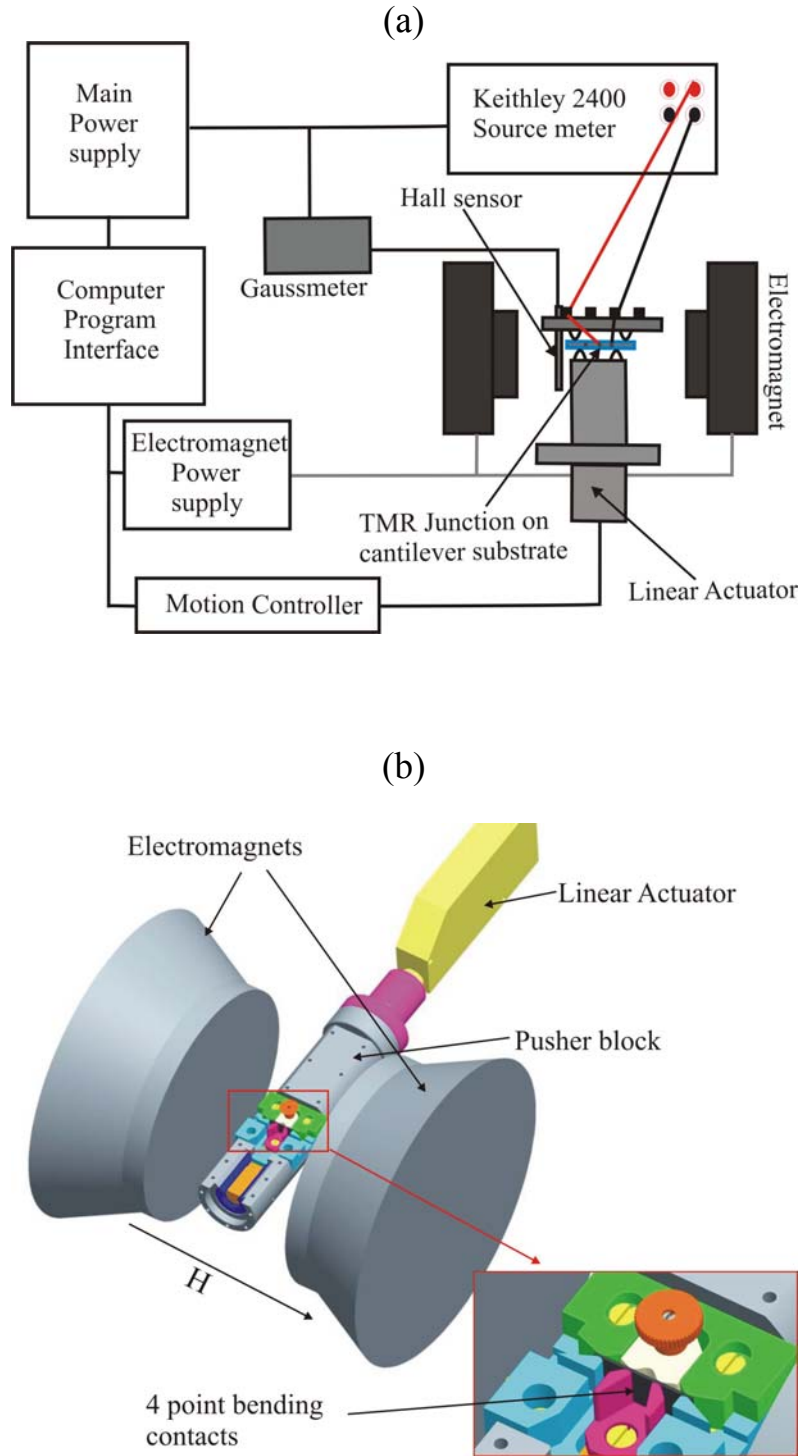 (a)
Main
Power
supply
Keithley 2400
Source meter
Hall sensor
Gaussmeter
Computer
Program
Interface
Electromagnet
Electromagnet
Power
supply
TMR Junction on
cantilever substrate
Linear Actuator
Motion Controller
(b)
Electromagnets
Linear Actuator
Pusher block
H
4 point bending
contacts